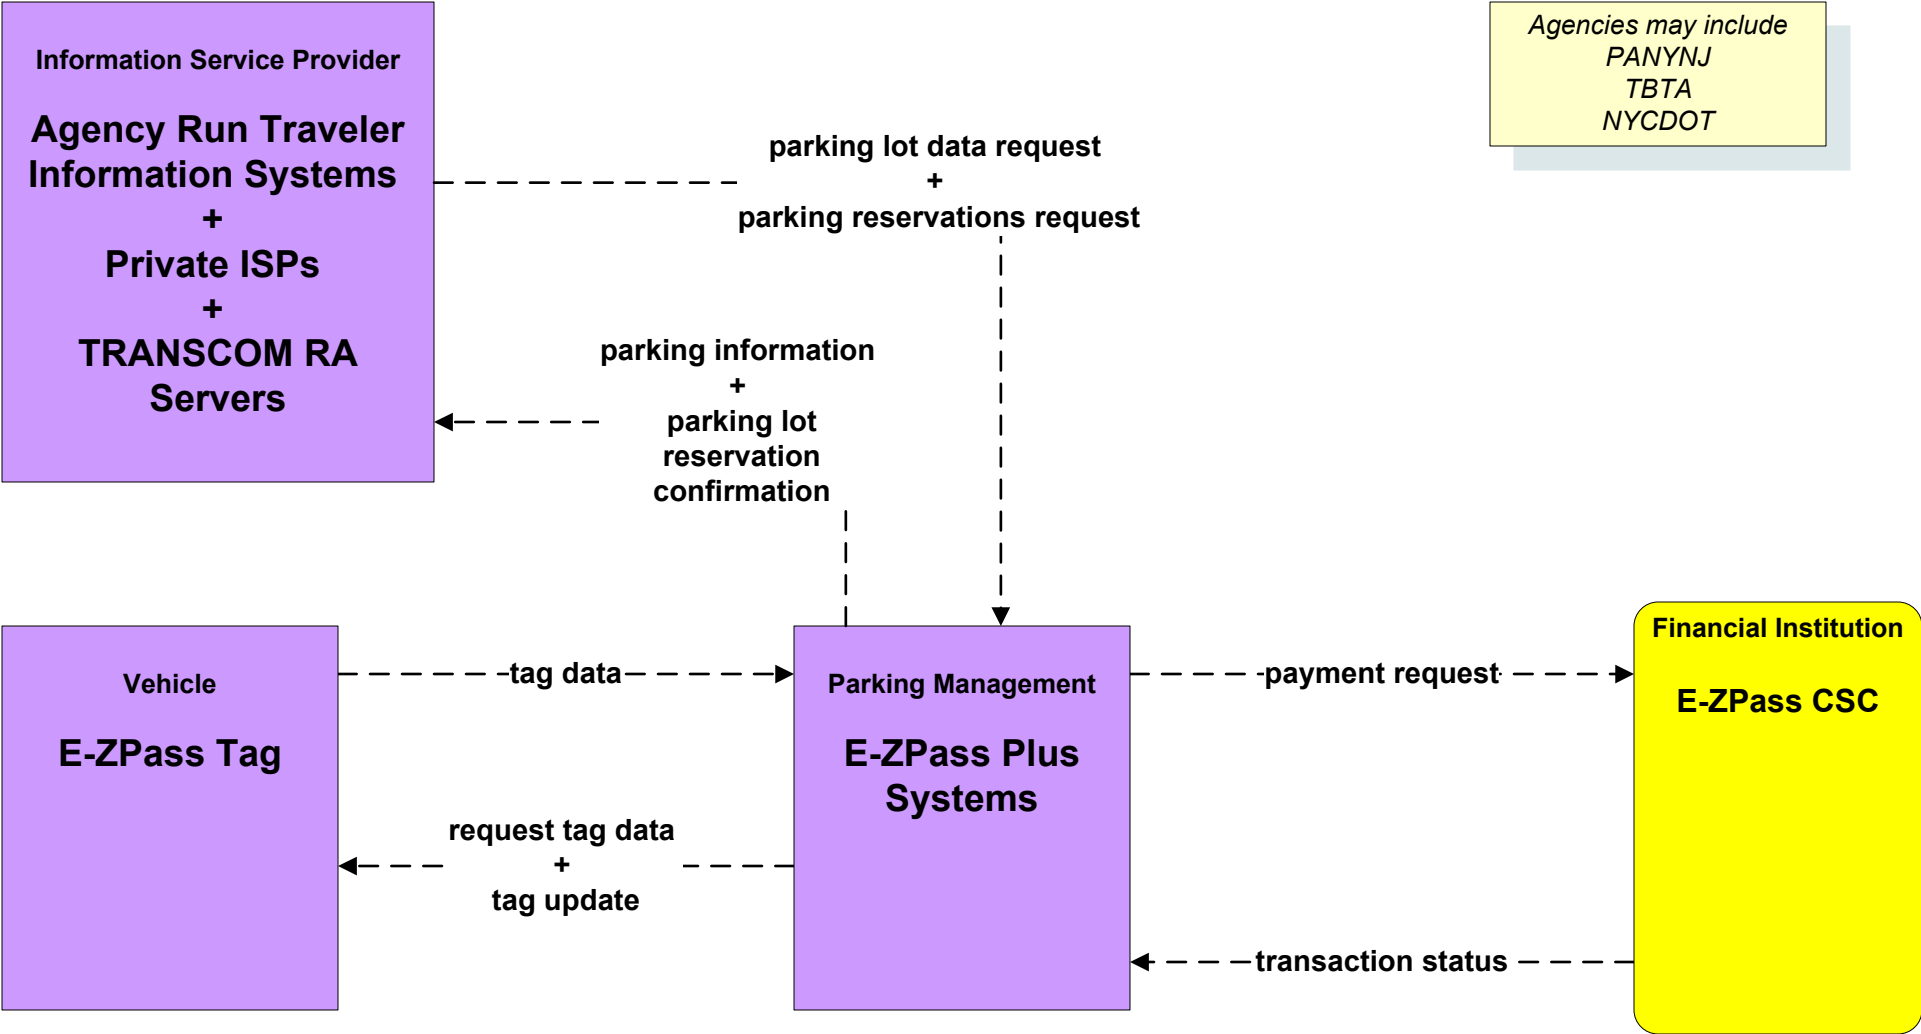 Information Service Provider
Agency Run Traveler
Information Systems
+
Private ISPs
+
TRANSCOM RA
Servers
Agencies may include
PANYNJ
TBTA
NYCDOT
parking lot data request
+
parking reservations request
parking information
+
parking lot
reservation
confirmation
Vehicle
E-ZPass Tag
tag data
request tag data
+
tag update
Parking Management
E-ZPass Plus
Systems
payment request
transaction status
Financial Institution
E-ZPass CSC